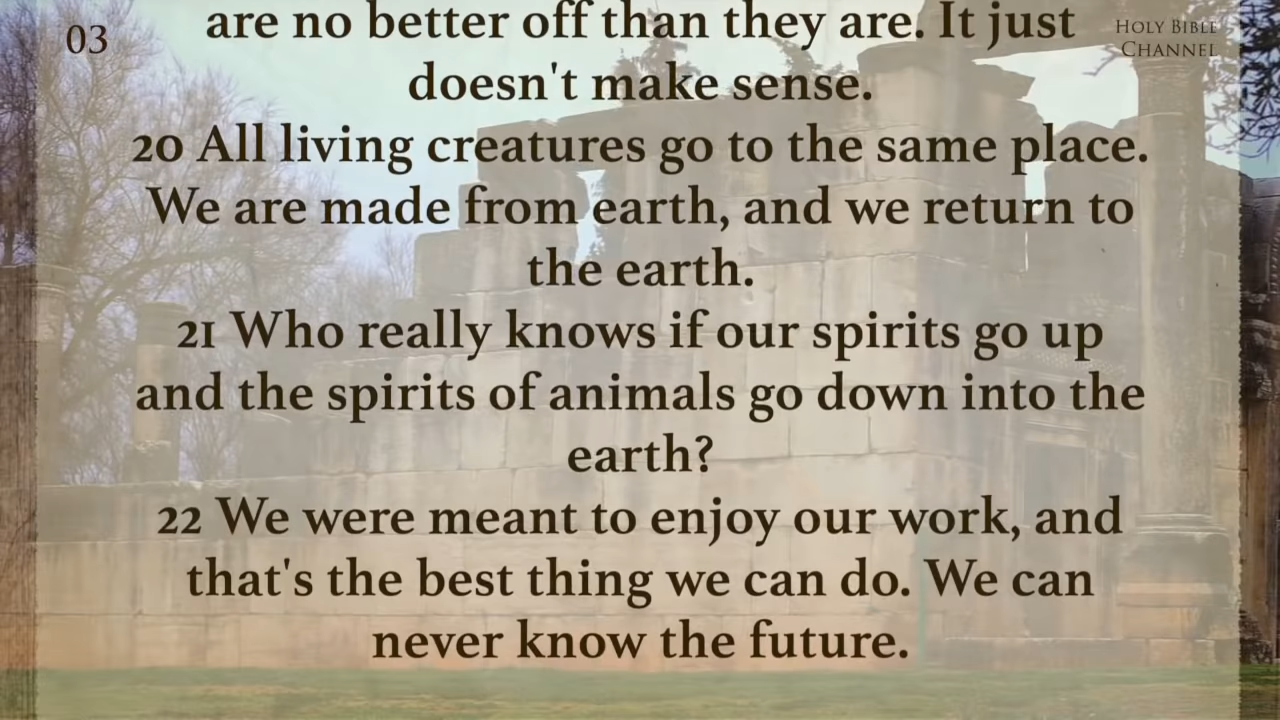 03
HOLY BIBLE
CHANNEL
are no better off than they are. It just
doesn't make sense.
20 All living creatures go to the same place.
We are made from earth, and we return to
the earth.
21 Who really knows if our spirits go up
and the spirits of animals go down into the
earth?
22 We were meant to enjoy our work, and
that's the best thing we can do. We can
never know the future.